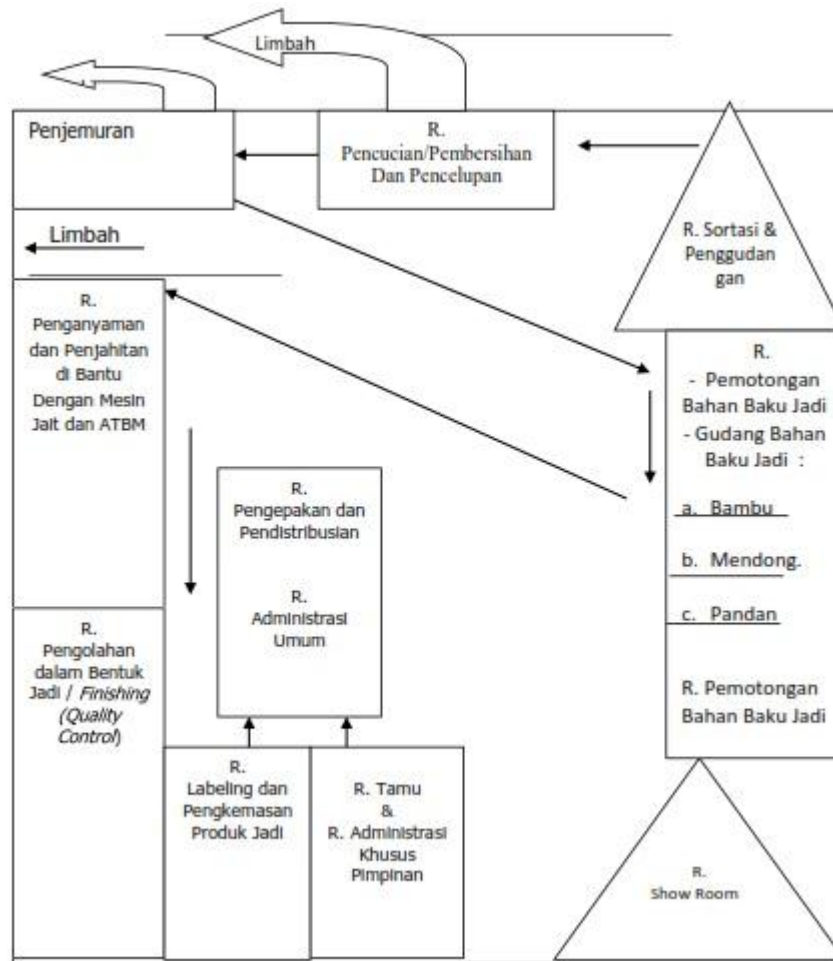 Limbah
Penjemuran
R.
Pencucian/Pembersihan
Dan Pencelupan
R. Sortasi &
Penggudan
gan
Limbah
R.
Penganyaman
dan Penjahitan
di Bantu
Dengan Mesin
Jait dan ATBM
R.
- Pemotongan
Bahan Baku Jadi
- Gudang Bahan
Baku Jadi :
a. Bambu
b. Mendong.
c. Pandan
R. Pemotongan
Bahan Baku Jadi
R.
Pengepakan dan
Pendistribusian
R.
Administrasi
Umum
R.
Pengolahan
dalam Bentuk
Jadi / Finishing
(Quality
Control)
R.
Labeling dan
Pengkemasan
Produk Jadi
R. Tamu
&
R. Administrasi
Khusus
Pimpinan
R.
Show Room